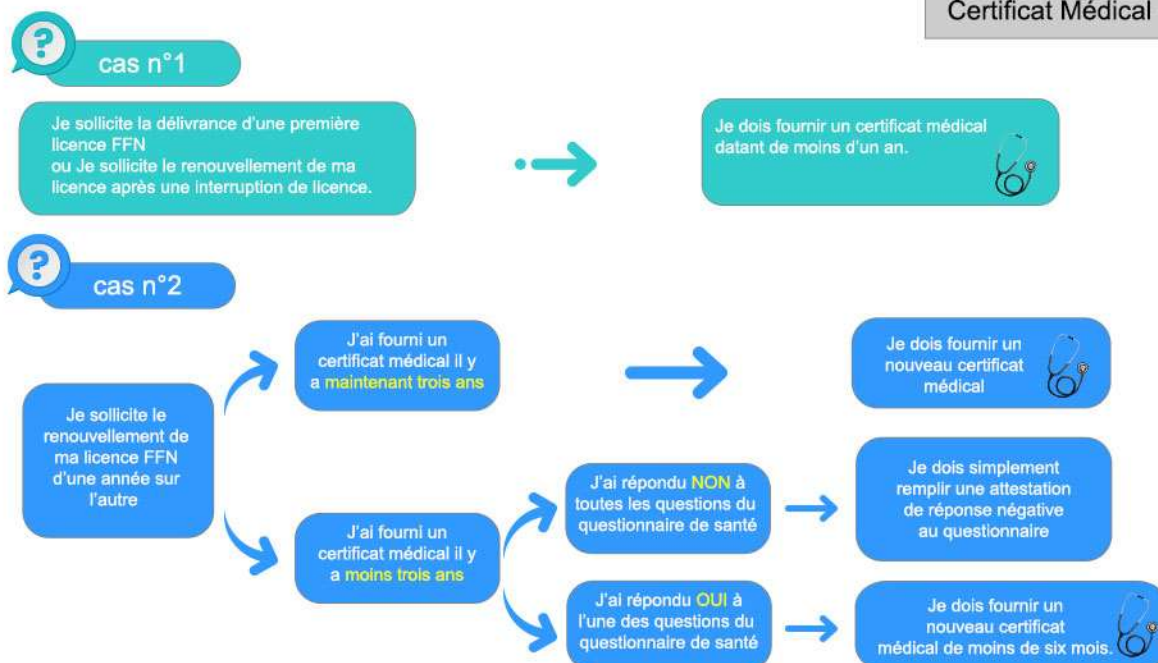 Certificat Médical
cas n°1
Je sollicite la délivrance d'une première
licence FFN
ou Je sollicite le renouvellement de ma
licence après une interruption de licence.
Je dois fournir un certificat médical
datant de moins d'un an.
cas n°2
Je sollicite le
renouvellement de
ma licence FFN
d'une année sur
l'autre
J'ai fourni un
certificat médical il y
a maintenant trois ans
Je dois fournir un
nouveau certificat
médical
J'ai fourni un
certificat médical il y
a moins trois ans
J'ai répondu NON à
toutes les questions du
questionnaire de santé
Je dois simplement
remplir une attestation
de réponse négative
au questionnaire
J'ai répondu OUI à
l'une des questions du
questionnaire de santé
Je dois fournir un
nouveau certificat
médical de moins de six mois.